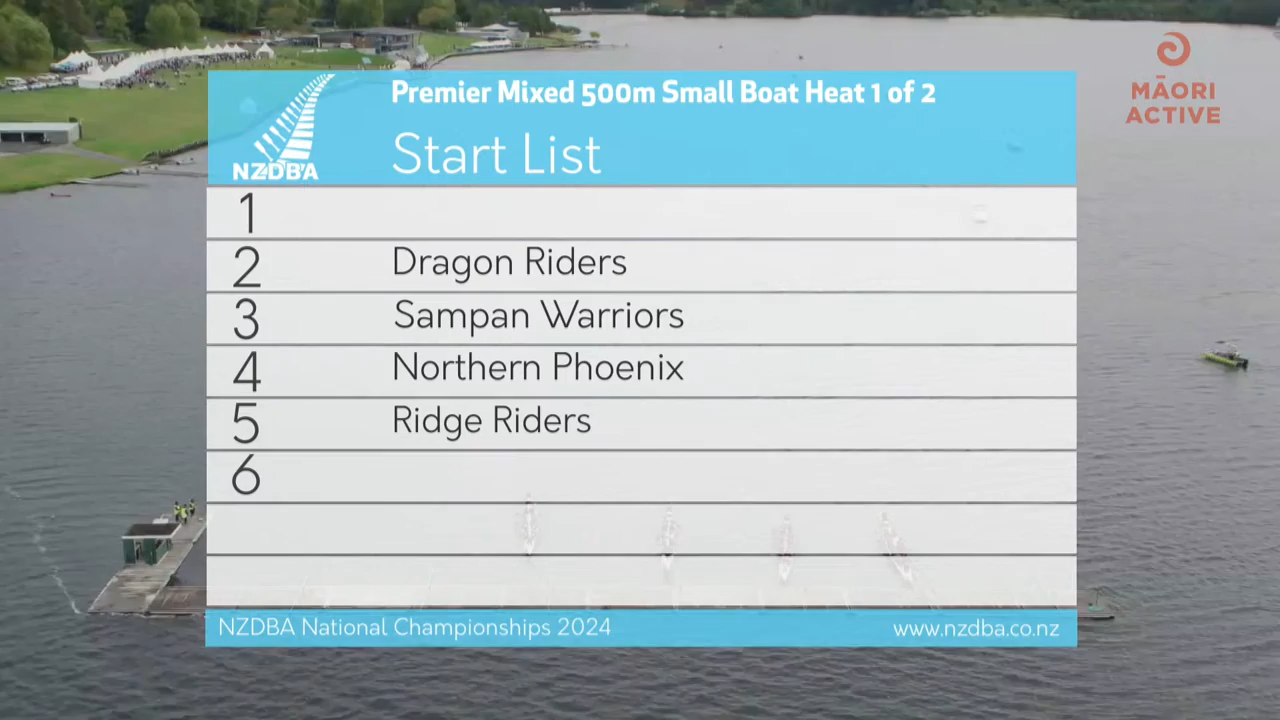 Premier Mixed 500m Small Boat Heat 1 of 2
Start List
NZDBA
MĀORI
ACTIVE
1
2 Dragon Riders
3 Sampan Warriors
4 Northern Phoenix
5 Ridge Riders
6
NZDBA National Championships 2024 www.nzdba.co.nz